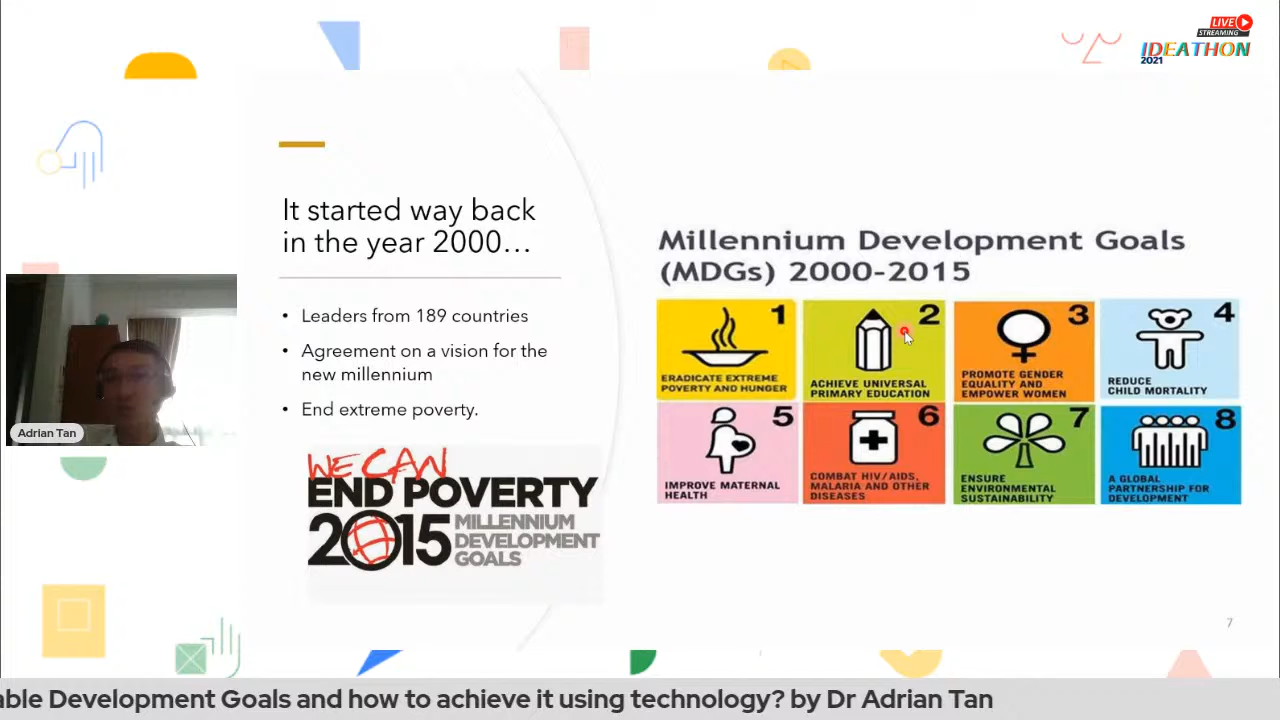 LIVE
STREAMING
IDEATHON
2021
It started way back
in the year 2000…
• Leaders from 189 countries
• Agreement on a vision for the
new millennium
• End extreme poverty.
WE CAN
END POVERTY
2015 MILLENNIUM
DEVELOPMENT
GOALS
Millennium Development Goals
(MDGs) 2000-2015
1
ERADICATE EXTREME
POVERTY AND HUNGER
2
ACHIEVE UNIVERSAL
PRIMARY EDUCATION
3
PROMOTE GENDER
EQUALITY AND
EMPOWER WOMEN
4
REDUCE
CHILD MORTALITY
5
IMPROVE MATERNAL
HEALTH
6
COMBAT HIV/AIDS,
MALARIA AND OTHER
DISEASES
7
ENSURE
ENVIRONMENTAL
SUSTAINABILITY
8
A GLOBAL
PARTNERSHIP FOR
DEVELOPMENT
Adrian Tan
7
able Development Goals and how to achieve it using technology? by Dr Adrian Tan